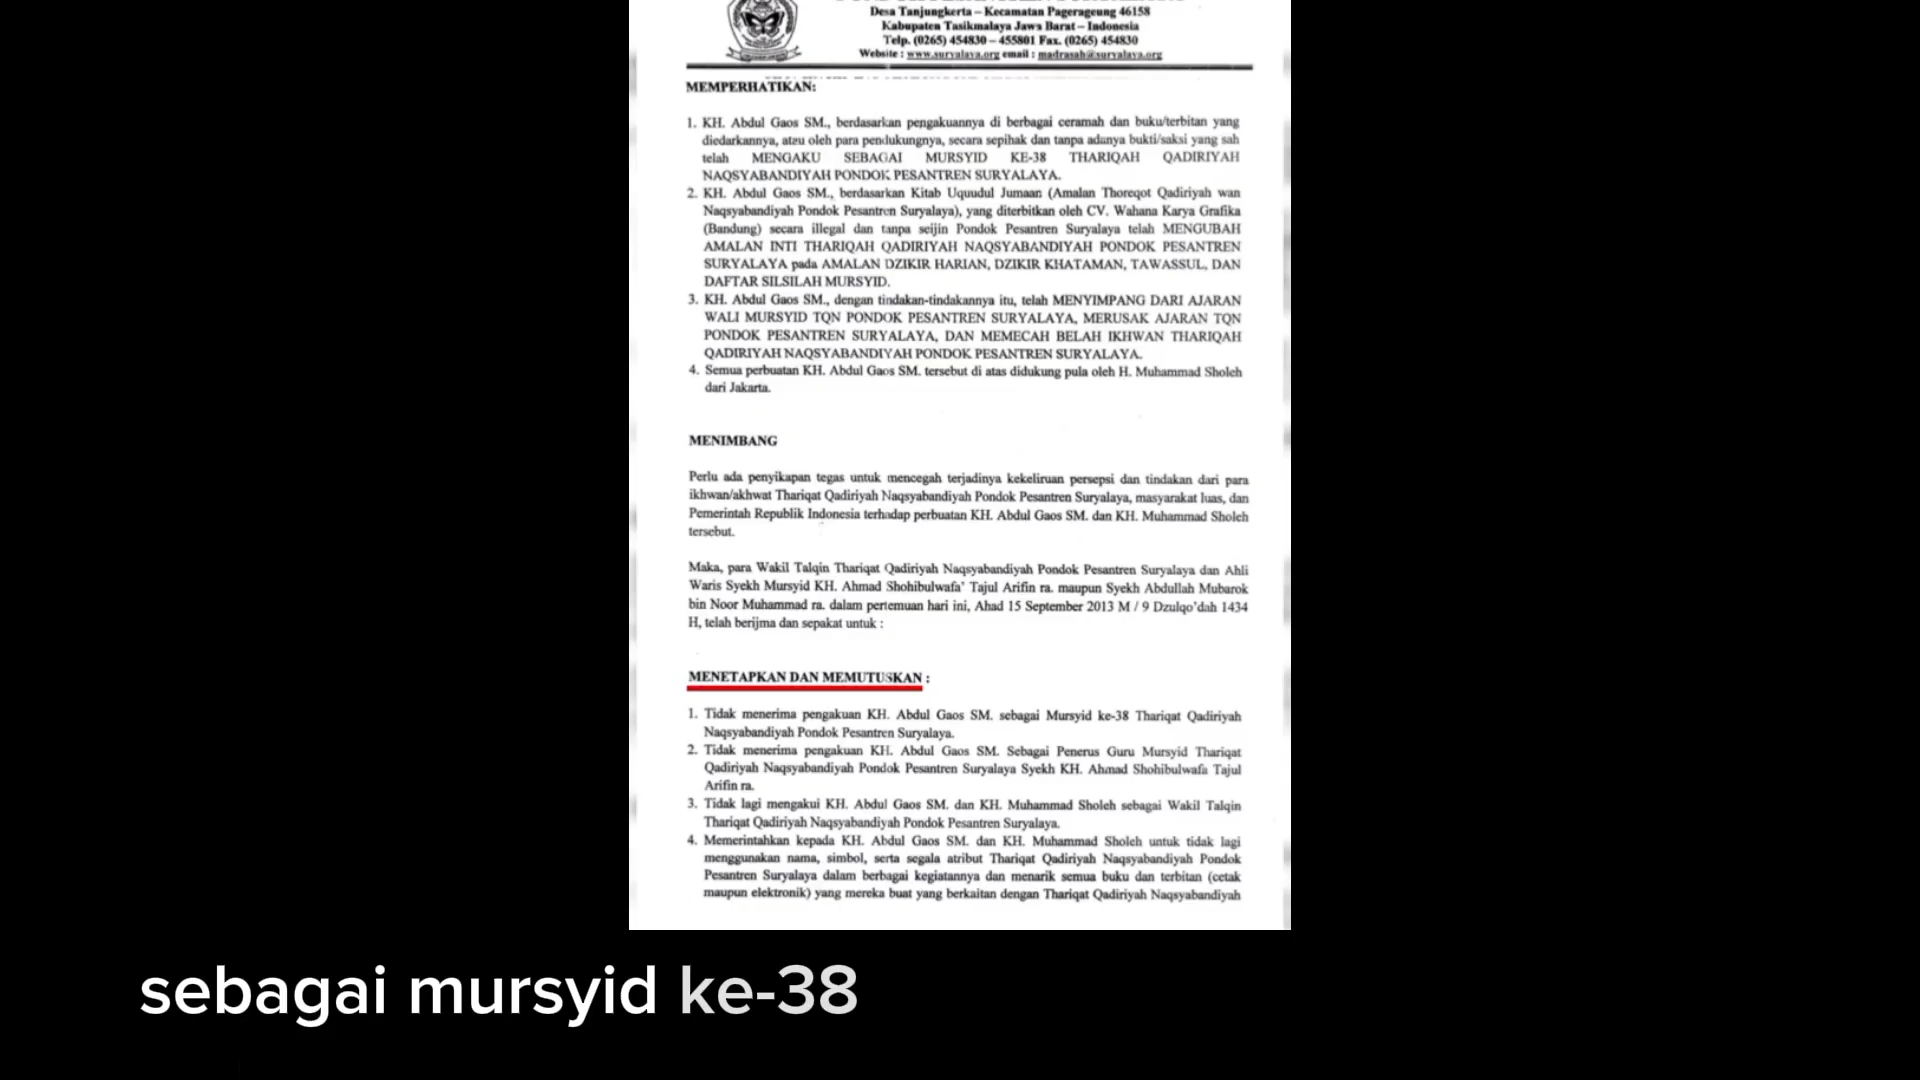 Desa Tanjungkerta – Kecamatan Pagerageung 46158
Kabupaten Tasikmalaya Jawa Barat – Indonesia
Telp. (0265) 454830 – 455801 Fax. (0265) 454830
Website : www.suryalaya.org email : madrasah@suryalaya.org
MEMPERHATIKAN:
1. KH. Abdul Gaos SM., berdasarkan pengakuannya di berbagai ceramah dan buku/terbitan yang
diedarkannya, atau oleh para pendukungnya, secara sepihak dan tanpa adanya bukti/saksi yang sah
telah MENGAKU SEBAGAI MURSYID KE-38 THARIQAH QADIRIYAH
NAQSYABANDIYAH PONDOK PESANTREN SURYALAYA.
2. KH. Abdul Gaos SM., berdasarkan Kitab Uquudul Jumaan (Amalan Thoreqot Qadiriyah wan
Naqsyabandiyah Pondok Pesantren Suryalaya), yang diterbitkan oleh CV. Wahana Karya Grafika
(Bandung) secara illegal dan tanpa seijin Pondok Pesantren Suryalaya telah MENGUBAH
AMALAN INTI THARIQAH QADIRIYAH NAQSYABANDIYAH PONDOK PESANTREN
SURYALAYA pada AMALAN DZIKIR HARIAN, DZIKIR KHATAMAN, TAWASSUL, DAN
DAFTAR SILSILAH MURSYID.
3. KH. Abdul Gaos SM., dengan tindakan-tindakannya itu, telah MENYIMPANG DARI AJARAN
WALI MURSYID TQN PONDOK PESANTREN SURYALAYA, MERUSAK AJARAN TQN
PONDOK PESANTREN SURYALAYA, DAN MEMECAH BELAH IKHWAN THARIQAH
QADIRIYAH NAQSYABANDIYAH PONDOK PESANTREN SURYALAYA.
4. Semua perbuatan KH. Abdul Gaos SM. tersebut di atas didukung pula oleh H. Muhammad Sholeh
dari Jakarta.
MENIMBANG
Perlu ada penyikapan tegas untuk mencegah terjadinya kekeliruan persepsi dan tindakan dari para
ikhwan/akhwat Thariqat Qadiriyah Naqsyabandiyah Pondok Pesantren Suryalaya, masyarakat luas, dan
Pemerintah Republik Indonesia terhadap perbuatan KH. Abdul Gaos SM. dan KH. Muhammad Sholeh
tersebut.
Maka, para Wakil Talqin Thariqat Qadiriyah Naqsyabandiyah Pondok Pesantren Suryalaya dan Ahli
Waris Syekh Mursyid KH. Ahmad Shohibulwafa' Tajul Arifin ra. maupun Syekh Abdullah Mubarok
bin Noor Muhammad ra. dalam pertemuan hari ini, Ahad 15 September 2013 M / 9 Dzulqo'dah 1434
H, telah berijma dan sepakat untuk :
MENETAPKAN DAN MEMUTUSKAN :
1. Tidak menerima pengakuan KH. Abdul Gaos SM. sebagai Mursyid ke-38 Thariqat Qadiriyah
Naqsyabandiyah Pondok Pesantren Suryalaya.
2. Tidak menerima pengakuan KH. Abdul Gaos SM. Sebagai Penerus Guru Mursyid Thariqat
Qadiriyah Naqsyabandiyah Pondok Pesantren Suryalaya Syekh KH. Ahmad Shohibulwafa Tajul
Arifin ra.
3. Tidak lagi mengakui KH. Abdul Gaos SM. dan KH. Muhammad Sholeh sebagai Wakil Talqin
Thariqat Qadiriyah Naqsyabandiyah Pondok Pesantren Suryalaya.
4. Memerintahkan kepada KH. Abdul Gaos SM. dan KH. Muhammad Sholeh untuk tidak lagi
menggunakan nama, simbol, serta segala atribut Thariqat Qadiriyah Naqsyabandiyah Pondok
Pesantren Suryalaya dalam berbagai kegiatannya dan menarik semua buku dan terbitan (cetak
maupun elektronik) yang mereka buat yang berkaitan dengan Thariqat Qadiriyah Naqsyabandiyah
sebagai mursyid ke-38